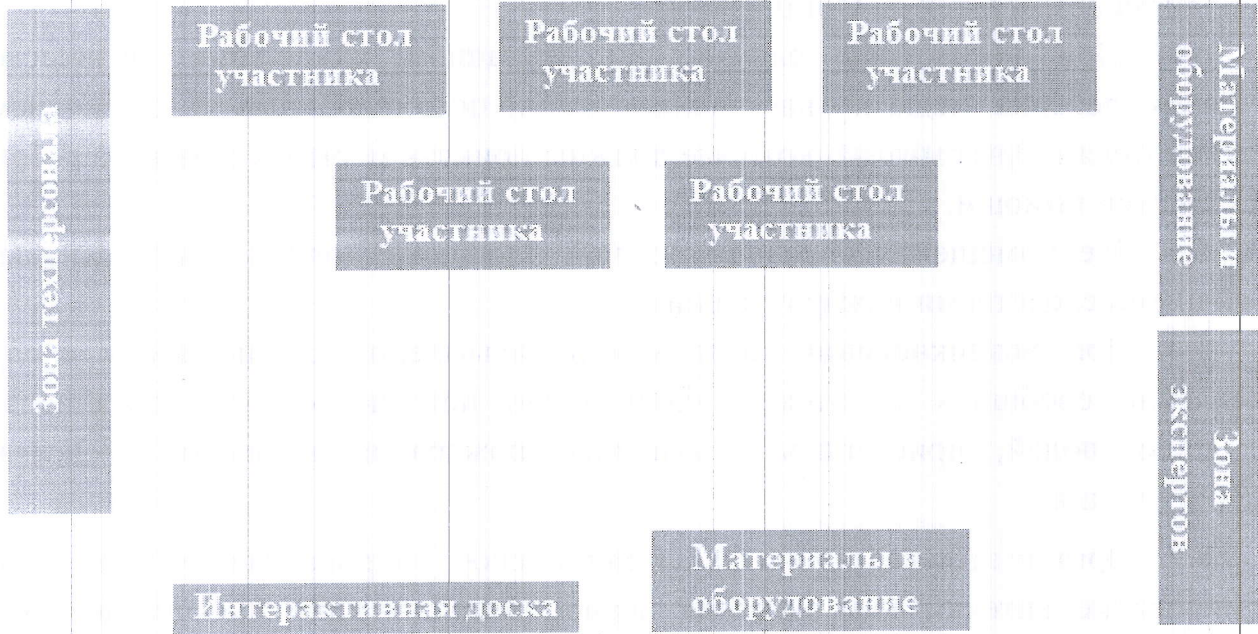 Рабочий стол
участника
Рабочий стол
участника
Рабочий стол
участника
Материалы и
оборудование
Зона техперсонала
Рабочий стол
участника
Рабочий стол
участника
Зона
экспертов
Материалы и
оборудование
Интерактивная доска